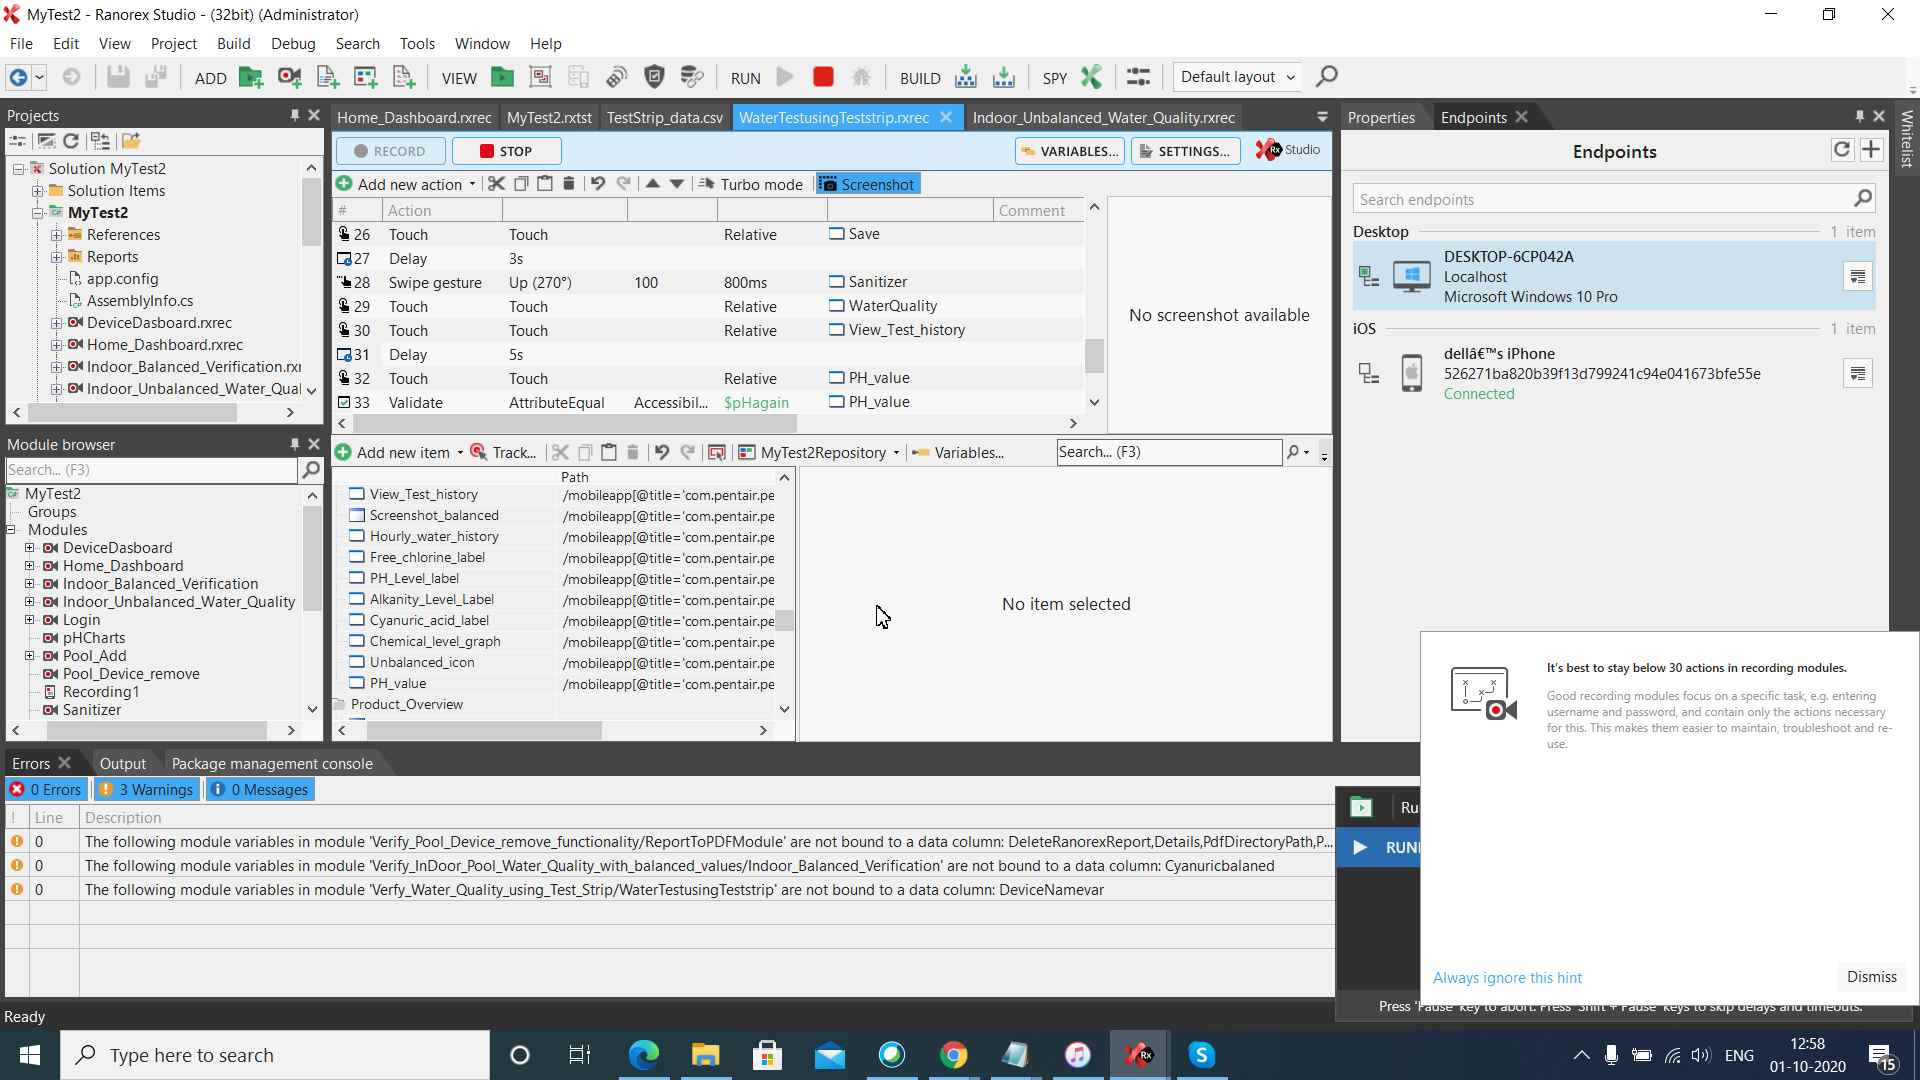 MyTest2 - Ranorex Studio - (32bit) (Administrator)
File Edit View Project Build Debug Search Tools Window Help
ADD VIEW RUN BUILD SPY Default layout
Projects
Solution MyTest2
Solution Items
MyTest2
References
Reports
app.config
AssemblyInfo.cs
DeviceDasboard.rxrec
Home_Dashboard.rxrec
Indoor_Balanced_Verification.rxr
Indoor_Unbalanced_Water_Qual
Module browser
Search... (F3)
MyTest2
Groups
Modules
DeviceDasboard
Home_Dashboard
Indoor_Balanced_Verification
Indoor_Unbalanced_Water_Quality
Login
pHCharts
Pool_Add
Pool_Device_remove
Recording1
Sanitizer
Home_Dashboard.rxrec MyTest2.rxtst TestStrip_data.csv WaterTestusingTeststrip.rxrec Indoor_Unbalanced_Water_Quality.rxrec
RECORD STOP VARIABLES... SETTINGS... Rx Studio
Add new action Turbo mode Screenshot
# Action Comment
26 Touch Touch Relative Save
27 Delay 3s
28 Swipe gesture Up (270°) 100 800ms Sanitizer
29 Touch Touch Relative WaterQuality
30 Touch Touch Relative View_Test_history
31 Delay 5s
32 Touch Touch Relative PH_value
33 Validate AttributeEqual Accessibil... $pHagain PH_value
No screenshot available
Add new item Track... MyTest2Repository Variables... Search... (F3)
Path
View_Test_history /mobileapp[@title='com.pentair.pe
Screenshot_balanced /mobileapp[@title='com.pentair.pe
Hourly_water_history /mobileapp[@title='com.pentair.pe
Free_chlorine_label /mobileapp[@title='com.pentair.pe
PH_Level_label /mobileapp[@title='com.pentair.pe
Alkanity_Level_Label /mobileapp[@title='com.pentair.pe
Cyanuric_acid_label /mobileapp[@title='com.pentair.pe
Chemical_level_graph /mobileapp[@title='com.pentair.pe
Unbalanced_icon /mobileapp[@title='com.pentair.pe
PH_value /mobileapp[@title='com.pentair.pe
Product_Overview
No item selected
Properties Endpoints
Whitelist
Endpoints
Search endpoints
Desktop 1 item
DESKTOP-6CP042A
Localhost
Microsoft Windows 10 Pro
iOS 1 item
dellâ€™s iPhone
526271ba820b39f13d799241c94e041673bfe55e
Connected
Errors Output Package management console
0 Errors 3 Warnings 0 Messages
! Line Description
0 The following module variables in module 'Verify_Pool_Device_remove_functionality/ReportToPDFModule' are not bound to a data column: DeleteRanorexReport,Details,PdfDirectoryPath,P...
0 The following module variables in module 'Verify_InDoor_Pool_Water_Quality_with_balanced_values/Indoor_Balanced_Verification' are not bound to a data column: Cyanuricbalaned
0 The following module variables in module 'Verfy_Water_Quality_using_Test_Strip/WaterTestusingTeststrip' are not bound to a data column: DeviceNamevar
Ru
RUNI
It's best to stay below 30 actions in recording modules.
Good recording modules focus on a specific task, e.g. entering
username and password, and contain only the actions necessary
for this. This makes them easier to maintain, troubleshoot and re-
use.
Always ignore this hint Dismiss
Press 'Pause' key to abort. Press 'Shift + Pause' keys to skip delays and timeouts.
Ready
Type here to search
Rx
ENG
12:58
01-10-2020
15